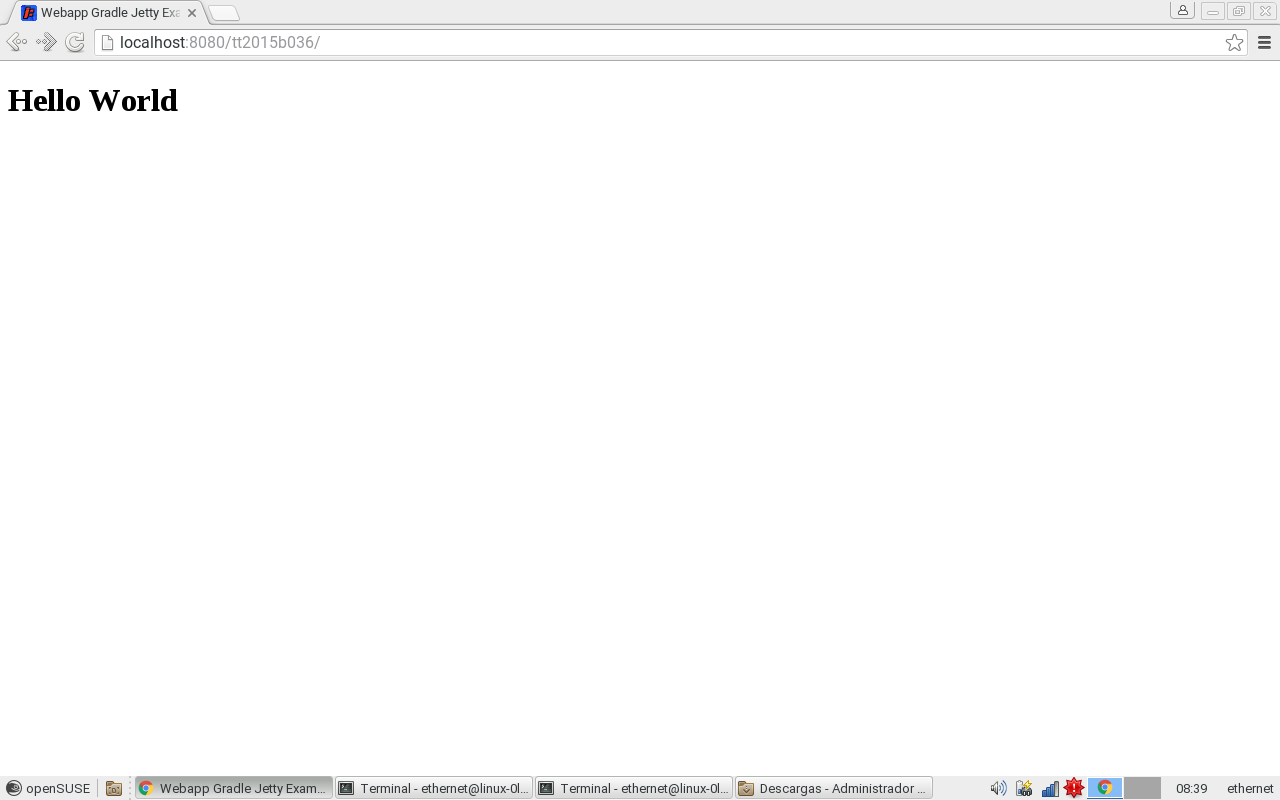 Webapp Gradle Jetty Exa
localhost:8080/tt2015b036/
Hello World
openSUSE
Webapp Gradle Jetty Exam...
Terminal - ethernet@linux-0l...
Terminal - ethernet@linux-0l...
Descargas - Administrador ...
08:39
ethernet